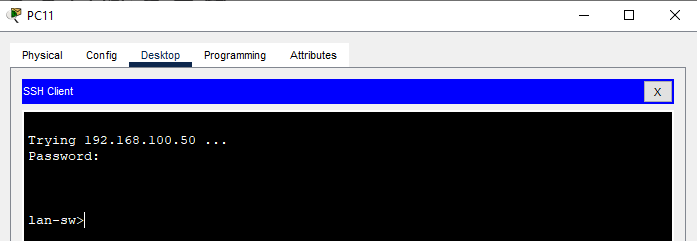 PC11
Physical Config Desktop Programming Attributes
SSH Client X
Trying 192.168.100.50 ...
Password:
lan-sw>